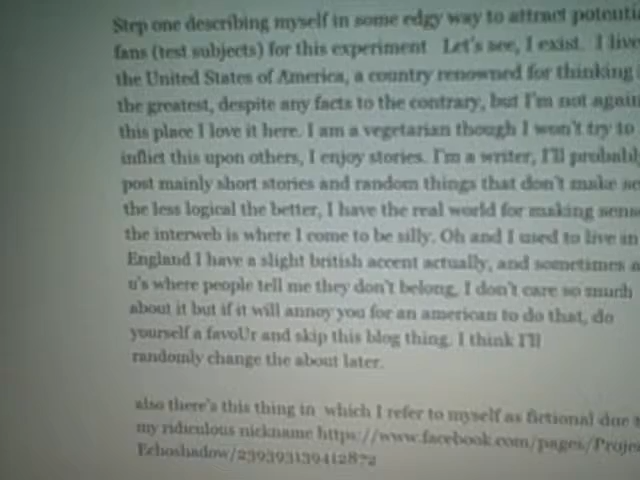 Step one describing myself in some edgy way to attract
fans (test subjects) for this experiment Let's see, I exist. I live
the United States of America, a country renowned for thinking
the greatest, despite any facts to the contrary, but I'm not
this place I love it here. I am a vegetarian though I won't try to
inflict this upon others, I enjoy stories. I'm a writer, I'll
post mainly short stories and random things that don't make
the less logical the better, I have the real world for making
the interweb is where I come to be silly. Oh and I used to live in
England I have a slight british accent actually, and sometimes
u's where people tell me they don't belong, I don't care so much
about it but if it will annoy you for an american to do that, do
yourself a favoUr and skip this blog thing. I think I'll
randomly change the about later.
also there's this thing in which I refer to myself as fictional due
my ridiculous nickname https://www.facebook.com/pages/
Echoshadow/239393139412872